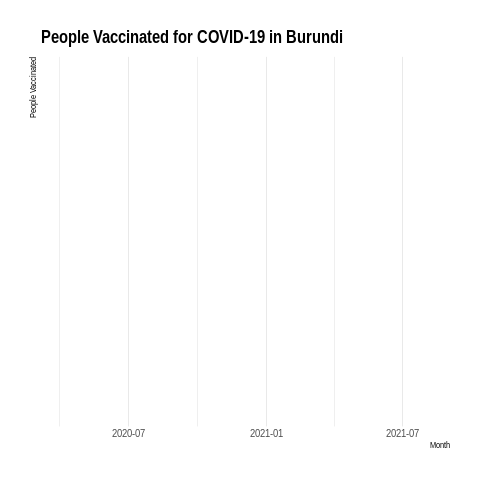 People Vaccinated for COVID-19 in Burundi
People Vaccinated
2020-07
2021-01
2021-07
Month